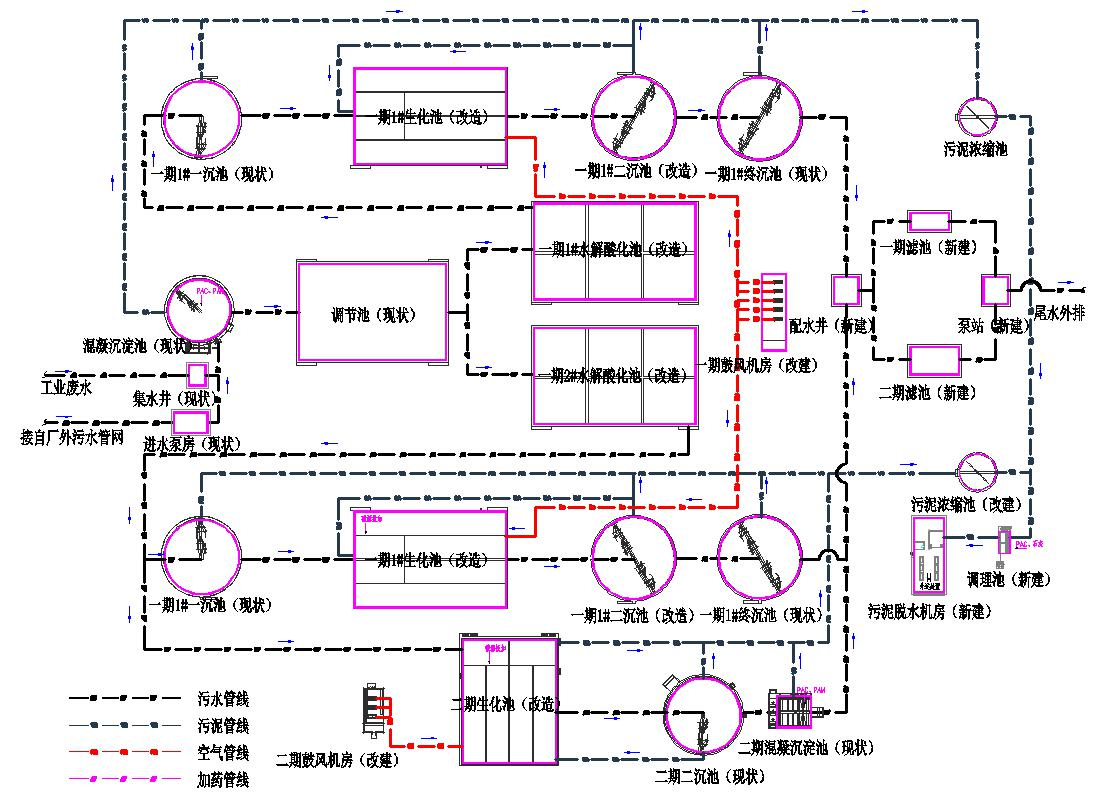 一期1#生化池（改造）
污泥浓缩池
一期1#一沉池（现状）
一期1#二沉池（改造）
一期1#终沉池（现状）
一期1#水解酸化池（改造）
一期滤池（新建）
PAC、PAM
调节池（现状）
配水井（新建）
泵站（新建）
尾水外排
混凝沉淀池（现状）
一期鼓风机房（改建）
一期2#水解酸化池（改造）
工业废水
集水井（现状）
二期滤池（新建）
接自厂外污水管网
进水泵房（现状）
污泥浓缩池（改建）
一期1#生化池（改造）
PAC、石灰
调理池（新建）
一期1#一沉池（现状）
一期1#二沉池（改造）
一期1#终沉池（现状）
污泥脱水机房（新建）
PAC、PAM
污水管线
二期生化池（改造）
污泥管线
二期混凝沉淀池（现状）
空气管线
二期鼓风机房（改建）
二期二沉池（现状）
加药管线